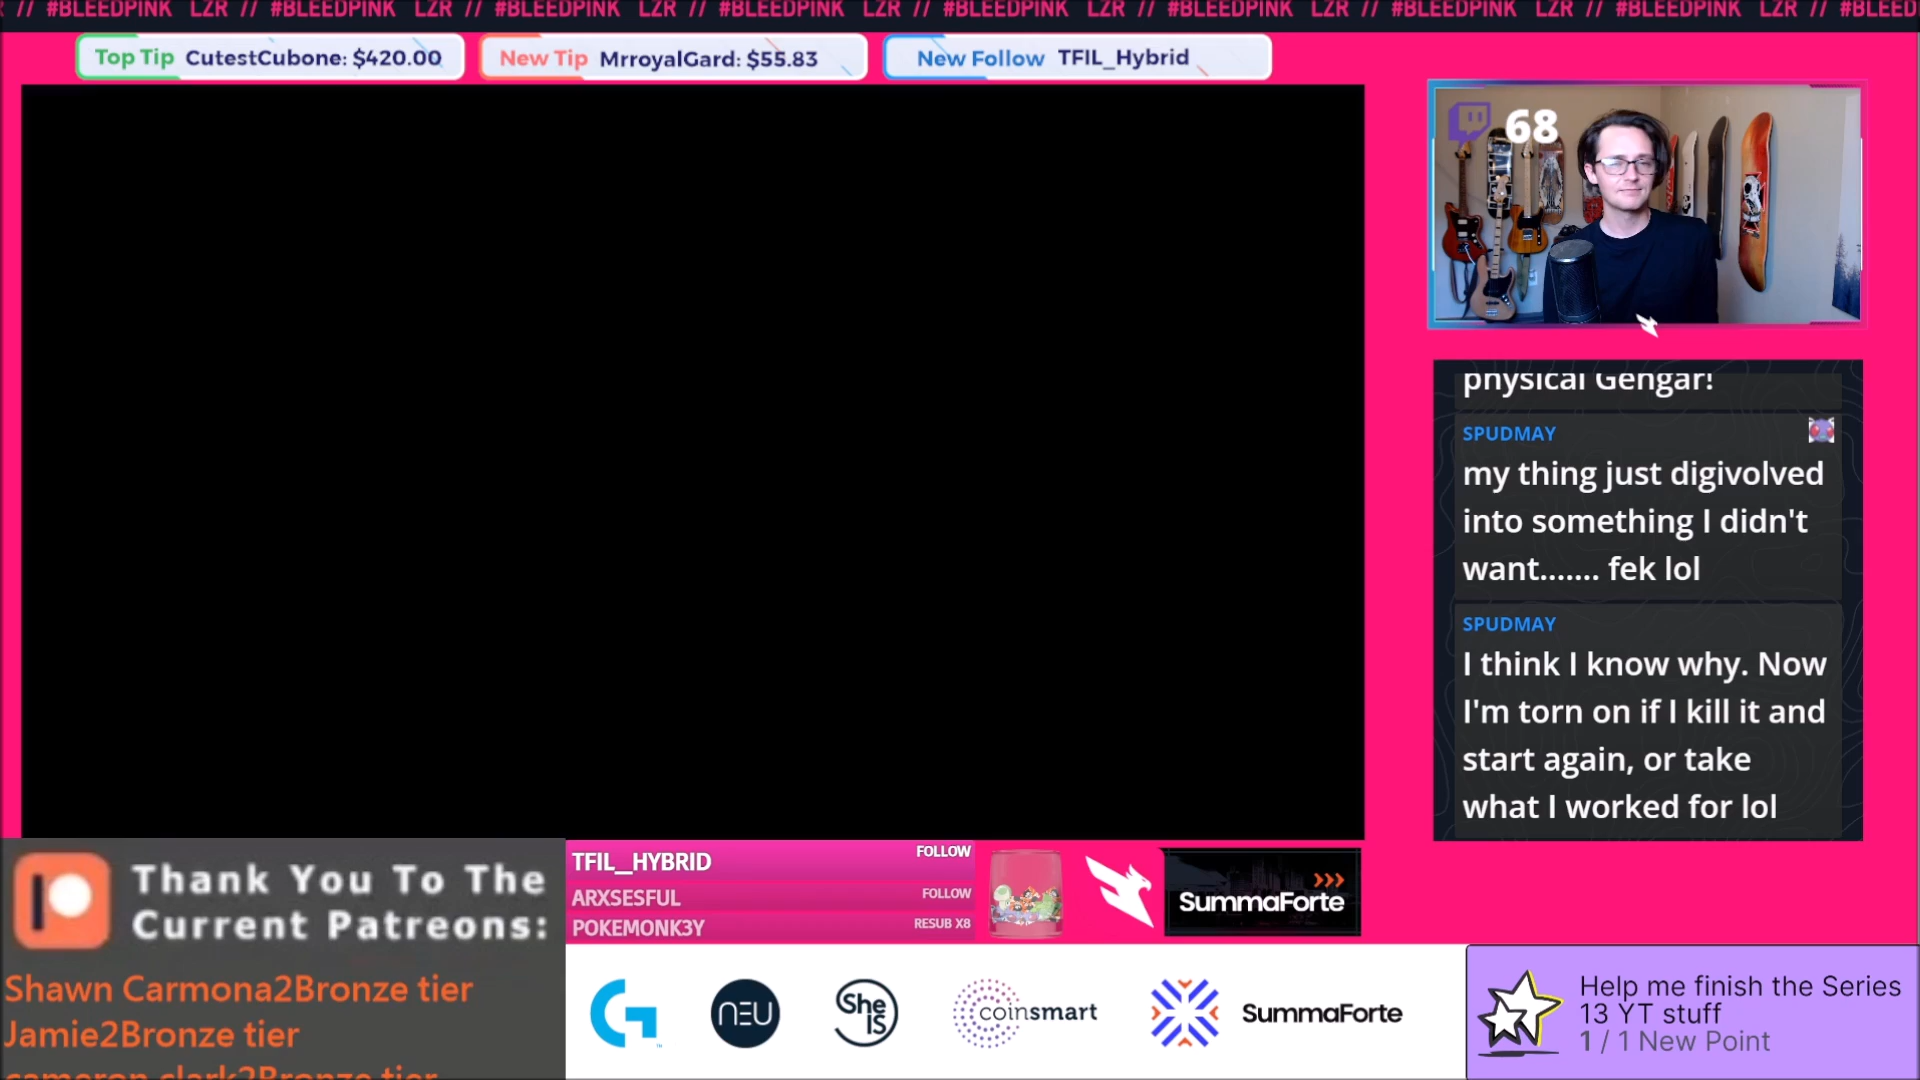 // #BLEEDPINK LZR // #BLEEDPINK LZR // #BLEEDPINK LZR // #BLEEDPINK LZR // #BLEEDPINK LZR // #BLEEDPINK LZR // #BLEEDPINK LZR // #BLEEDPINK LZR // #BLEED
Top Tip CutestCubone: $420.00
New Tip MrroyalGard: $55.83
New Follow TFIL_Hybrid
68
physical Gengar!
SPUDMAY
my thing just digivolved
into something I didn't
want....... fek lol
SPUDMAY
I think I know why. Now
I'm torn on if I kill it and
start again, or take
what I worked for lol
Thank You To The
Current Patreons:
Shawn Carmona2Bronze tier
Jamie2Bronze tier
cameron clark2Bronze tier
TFIL_HYBRID FOLLOW
ARXSESFUL FOLLOW
POKEMONK3Y RESUB X8
SummaForte
NEU
She
IS
coinsmart
SummaForte
Help me finish the Series
13 YT stuff
1 / 1 New Point